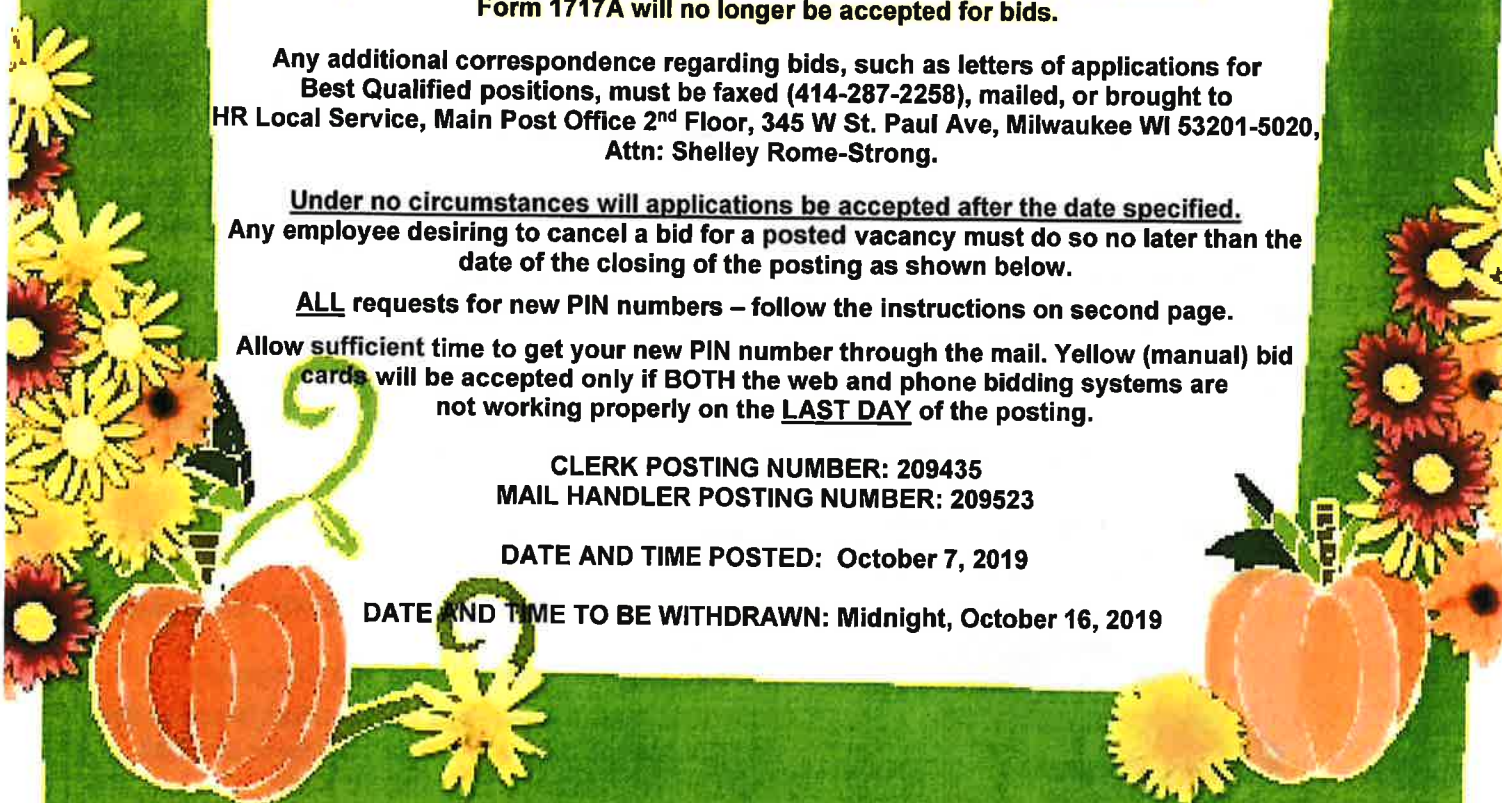 Form 1717A will no longer be accepted for bids.
Any additional correspondence regarding bids, such as letters of applications for
Best Qualified positions, must be faxed (414-287-2258), mailed, or brought to
HR Local Service, Main Post Office 2nd Floor, 345 W St. Paul Ave, Milwaukee WI 53201-5020,
Attn: Shelley Rome-Strong.
Under no circumstances will applications be accepted after the date specified.
Any employee desiring to cancel a bid for a posted vacancy must do so no later than the
date of the closing of the posting as shown below.
ALL requests for new PIN numbers – follow the instructions on second page.
Allow sufficient time to get your new PIN number through the mail. Yellow (manual) bid
cards will be accepted only if BOTH the web and phone bidding systems are
not working properly on the LAST DAY of the posting.
CLERK POSTING NUMBER: 209435
MAIL HANDLER POSTING NUMBER: 209523
DATE AND TIME POSTED: October 7, 2019
DATE AND TIME TO BE WITHDRAWN: Midnight, October 16, 2019